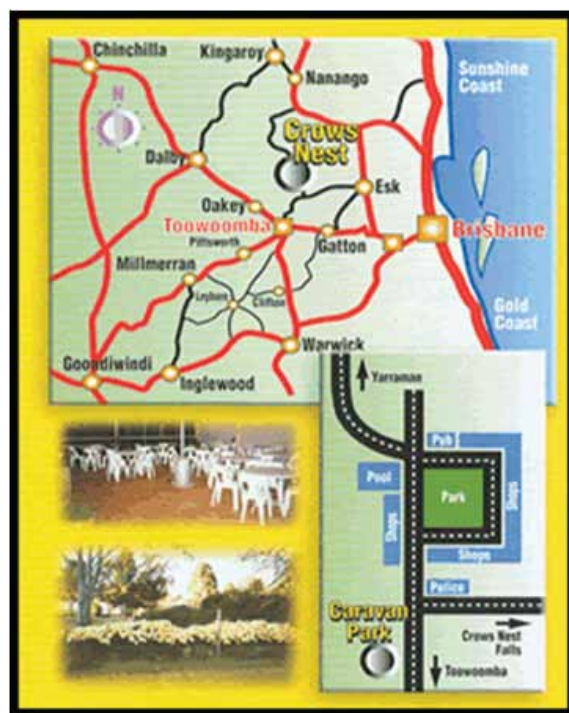 Chinchilla
Kingaroy
Nanango
Sunshine
Coast
N
Crows
Nest
Dalby
Esk
Oakey
Toowoomba
Pittsworth
Gatton
Brisbane
Millmerran
Leyburn
Clifton
Gold
Coast
Goondiwindi
Inglewood
Warwick
Yarraman
Pub
Pool
Park
Shops
Shops
Shops
Police
Caravan
Park
Crows Nest
Falls
Toowoomba